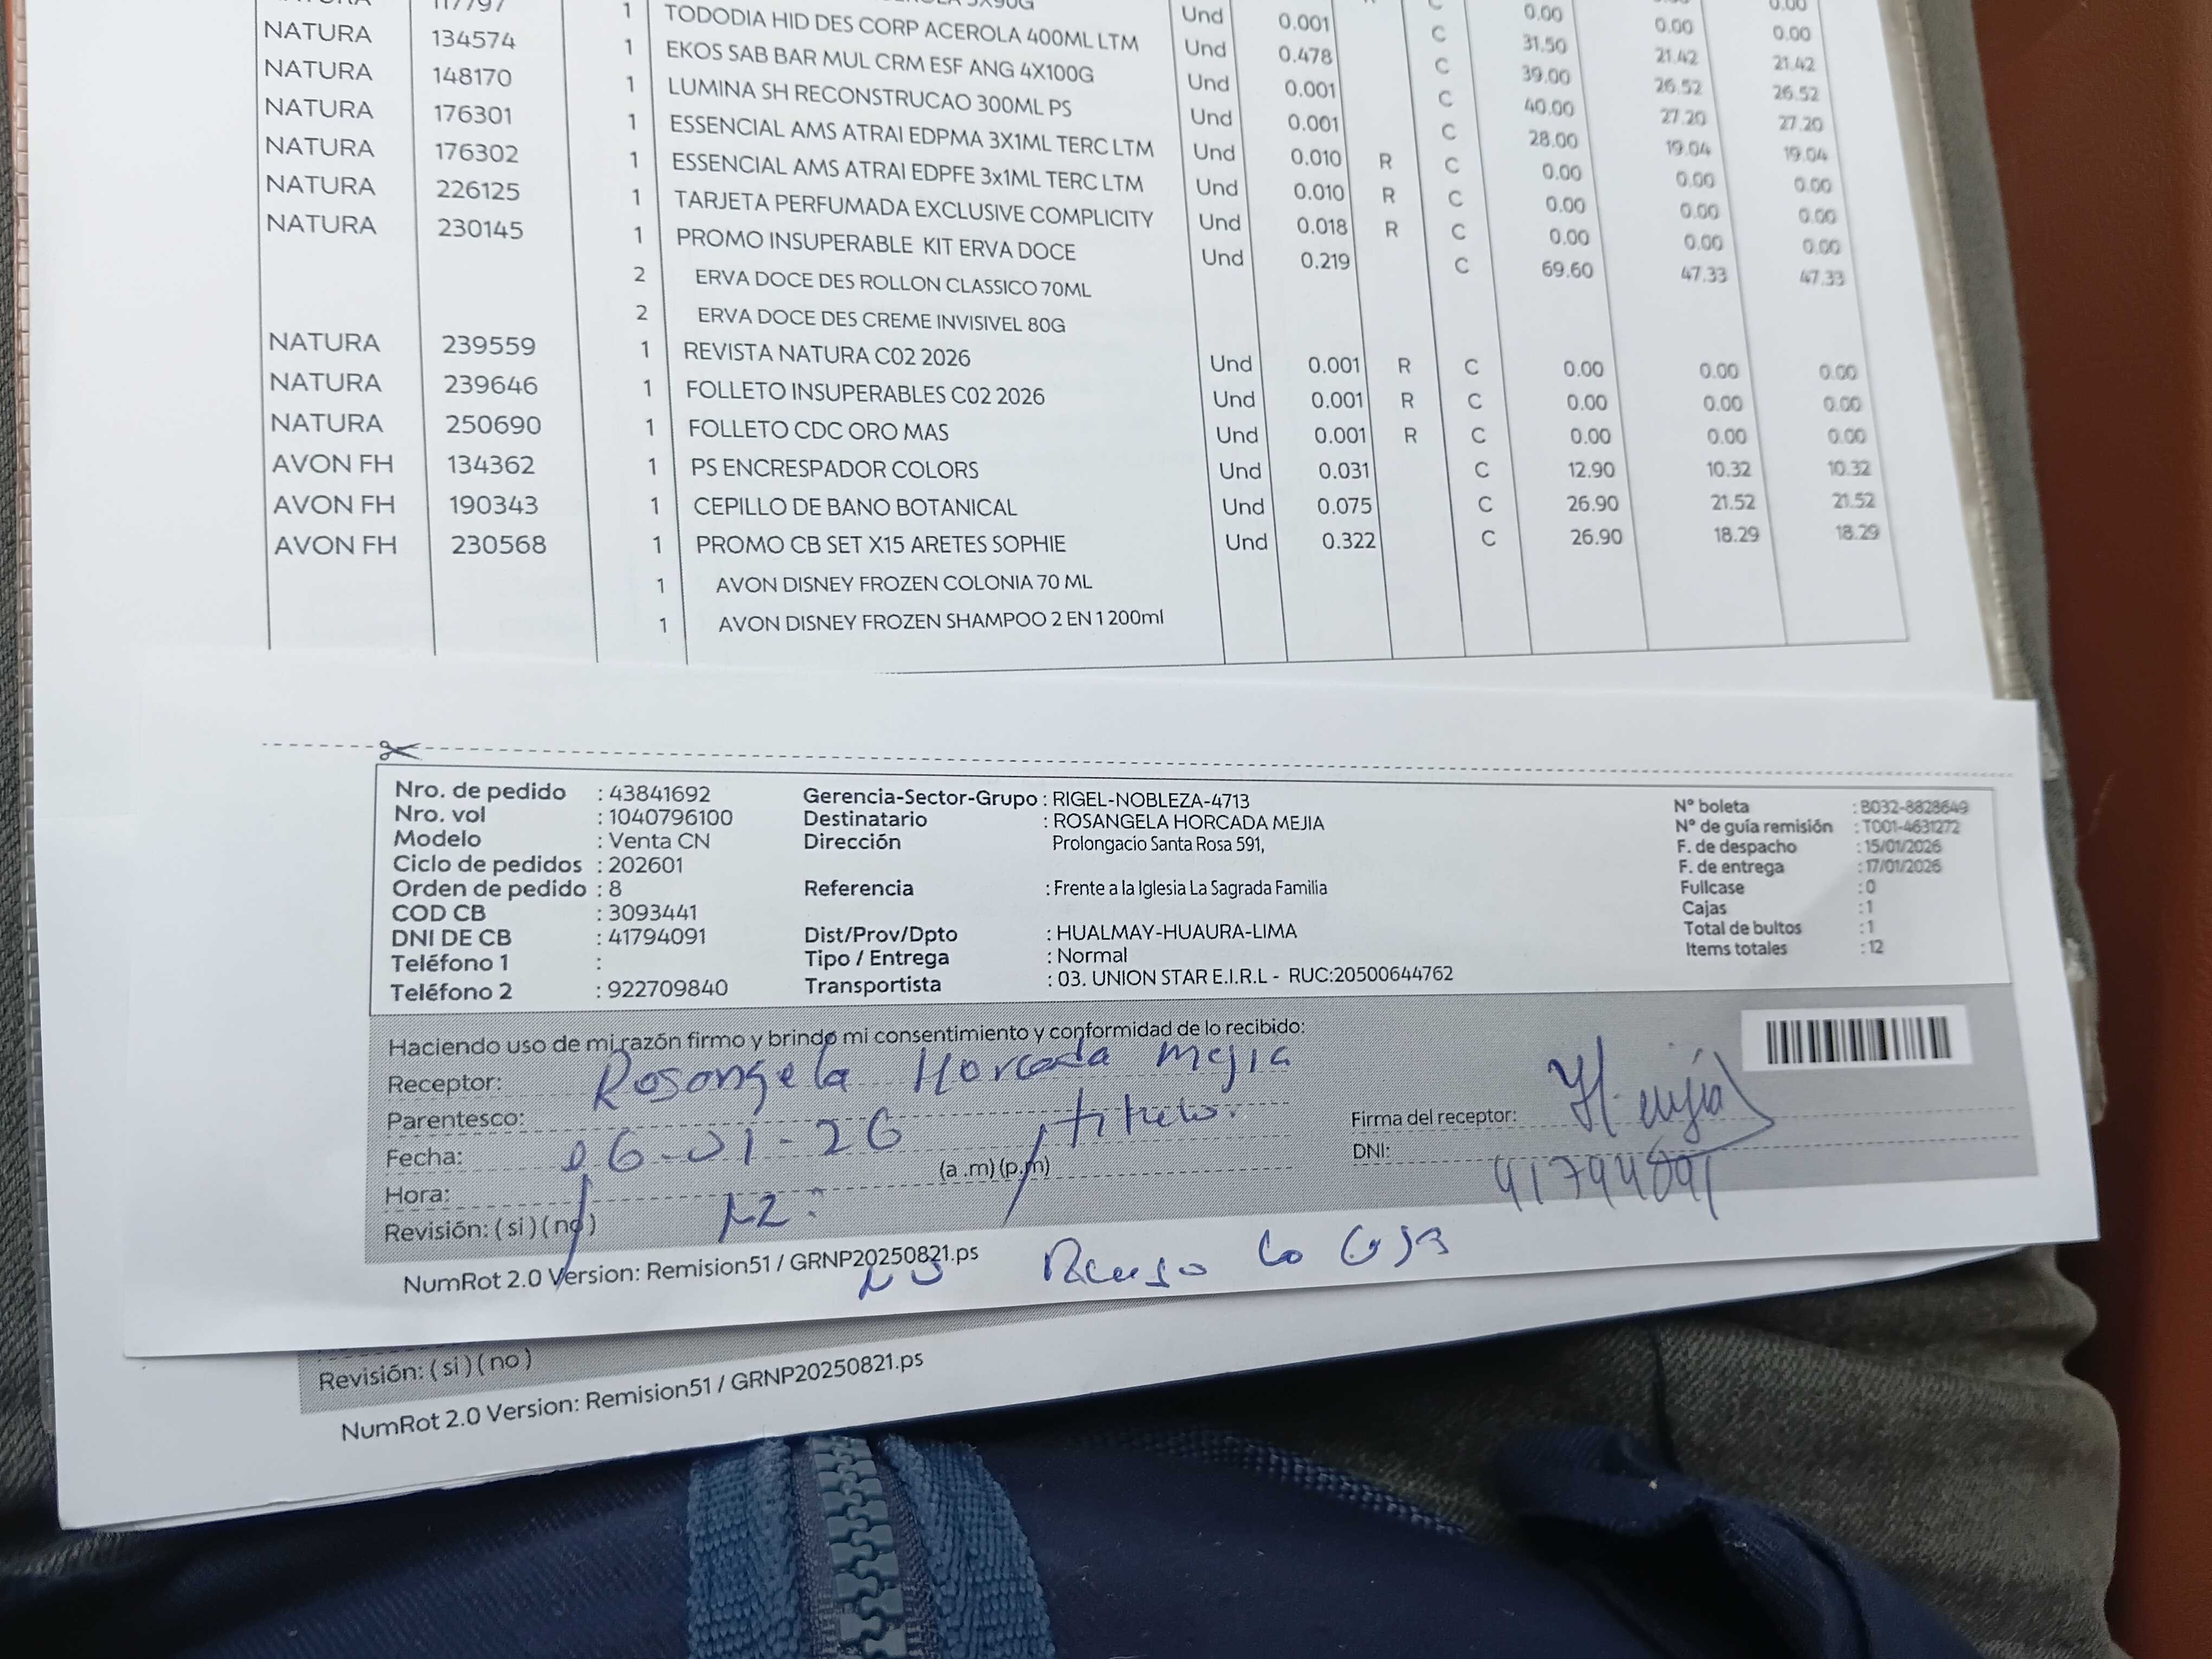 117797
NATURA 134574 1 TODODIA HID DES CORP ACEROLA 400ML LTM Und 0.001 C 0.00 0.00 0.00
NATURA 148170 1 EKOS SAB BAR MUL CRM ESF ANG 4X100G Und 0.478 C 31.50 21.42 21.42
NATURA 176301 1 LUMINA SH RECONSTRUCAO 300ML PS Und 0.001 C 39.00 26.52 26.52
NATURA 176302 1 ESSENCIAL AMS ATRAI EDPMA 3X1ML TERC LTM Und 0.001 C 40.00 27.20 27.20
NATURA 226125 1 ESSENCIAL AMS ATRAI EDPFE 3x1ML TERC LTM Und 0.010 R C 28.00 19.04 19.04
NATURA 230145 1 TARJETA PERFUMADA EXCLUSIVE COMPLICITY Und 0.010 R C 0.00 0.00 0.00
1 PROMO INSUPERABLE KIT ERVA DOCE Und 0.018 R C 0.00 0.00 0.00
2 ERVA DOCE DES ROLLON CLASSICO 70ML Und 0.219 C 0.00 0.00 0.00
69.60 47.33 47.33
2 ERVA DOCE DES CREME INVISIVEL 80G
NATURA 239559 1 REVISTA NATURA C02 2026 Und 0.001 R C 0.00 0.00 0.00
NATURA 239646 1 FOLLETO INSUPERABLES C02 2026 Und 0.001 R C 0.00 0.00 0.00
NATURA 250690 1 FOLLETO CDC ORO MAS Und 0.001 R C 0.00 0.00 0.00
AVON FH 134362 1 PS ENCRESPADOR COLORS Und 0.031 C 12.90 10.32 10.32
AVON FH 190343 1 CEPILLO DE BANO BOTANICAL Und 0.075 C 26.90 21.52 21.52
AVON FH 230568 1 PROMO CB SET X15 ARETES SOPHIE Und 0.322 C 26.90 18.29 18.29
1 AVON DISNEY FROZEN COLONIA 70 ML
1 AVON DISNEY FROZEN SHAMPOO 2 EN 1 200ml
Nro. de pedido : 43841692 Gerencia-Sector-Grupo : RIGEL-NOBLEZA-4713 N° boleta : B032-8828649
Nro. vol : 1040796100 Destinatario : ROSANGELA HORCADA MEJIA N° de guía remisión : T001-4631272
Modelo : Venta CN Dirección Prolongacio Santa Rosa 591, F. de despacho : 15/01/2026
Ciclo de pedidos : 202601 F. de entrega : 17/01/2026
Orden de pedido : 8 Referencia : Frente a la Iglesia La Sagrada Familia Fullcase : 0
COD CB : 3093441 Cajas : 1
DNI DE CB : 41794091 Dist/Prov/Dpto : HUALMAY-HUAURA-LIMA Total de bultos : 1
Teléfono 1 : Tipo / Entrega : Normal Items totales : 12
Teléfono 2 : 922709840 Transportista : 03. UNION STAR E.I.R.L - RUC:20500644762
Haciendo uso de mi razón firmo y brindo mi consentimiento y conformidad de lo recibido:
Receptor: Rosangela Horcada Mejia
Parentesco: titular Firma del receptor:
Fecha: 06-01-26 DNI: 41794091
Hora: 12: (a .m) (p.m)
Revisión: ( si ) ( no )
NumRot 2.0 Version: Remision51 / GRNP20250821.ps
Revisión: ( si ) ( no )
NumRot 2.0 Version: Remision51 / GRNP20250821.ps